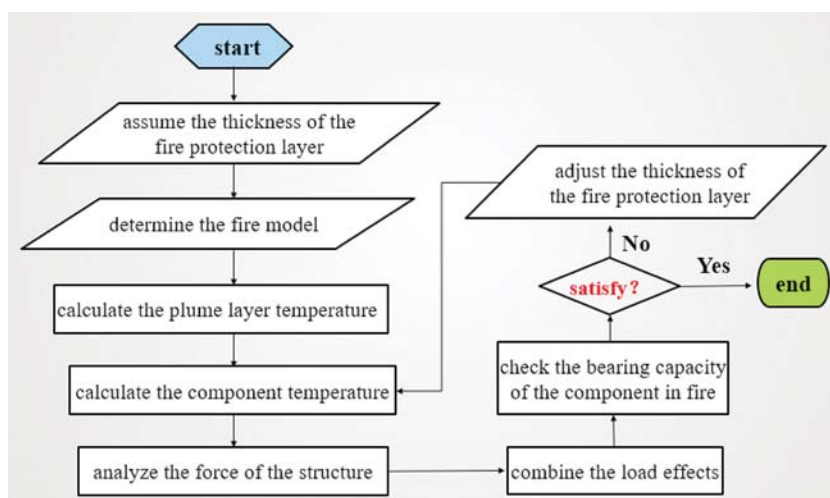 start
assume the thickness of the
fire protection layer
determine the fire model
calculate the plume layer temperature
calculate the component temperature
analyze the force of the structure
combine the load effects
check the bearing capacity
of the component in fire
satisfy?
No
Yes
adjust the thickness of
the fire protection layer
end